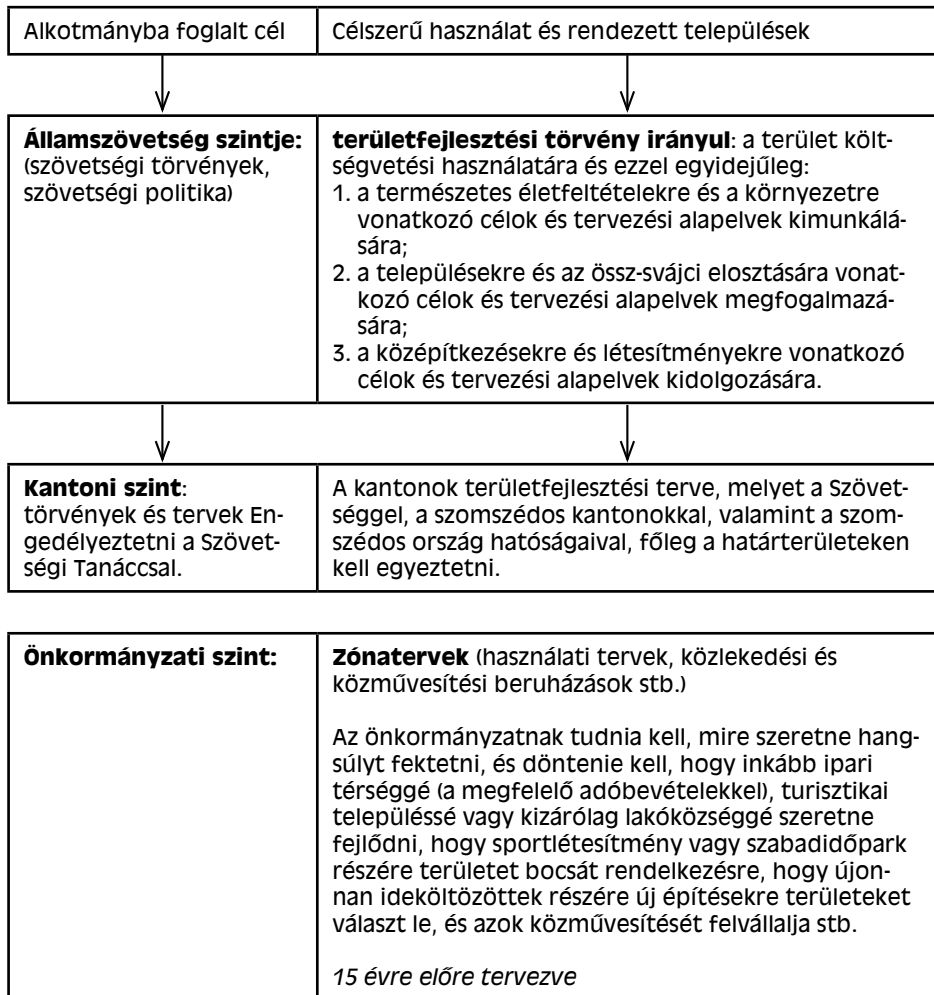 Alkotmányba foglalt cél
Célszerű használat és rendezett települések
Államszövetség szintje:
(szövetségi törvények,
szövetségi politika)
területfejlesztési törvény irányul: a terület költ-
ségvetési használatára és ezzel egyidejűleg:
1. a természetes életfeltételekre és a környezetre
vonatkozó célok és tervezési alapelvek kimunkálá-
sára;
2. a településekre és az össz-svájci elosztására vonat-
kozó célok és tervezési alapelvek megfogalmazá-
sára;
3. a középítkezésekre és létesítményekre vonatkozó
célok és tervezési alapelvek kidolgozására.
Kantoni szint:
törvények és tervek En-
gedélyeztetni a Szövet-
ségi Tanáccsal.
A kantonok területfejlesztési terve, melyet a Szövet-
séggel, a szomszédos kantonokkal, valamint a szom-
szédos ország hatóságaival, főleg a határterületeken
kell egyeztetni.
Önkormányzati szint:
Zónatervek (használati tervek, közlekedési és
közművesítési beruházások stb.)
Az önkormányzatnak tudnia kell, mire szeretne hang-
súlyt fektetni, és döntenie kell, hogy inkább ipari
térséggé (a megfelelő adóbevételekkel), turisztikai
településsé vagy kizárólag lakóközséggé szeretne
fejlődni, hogy sportlétesítmény vagy szabadidőpark
részére területet bocsát rendelkezésre, hogy újon-
nan ideköltözöttek részére új építésekre területeket
választ le, és azok közművesítését felvállalja stb.
15 évre előre tervezve